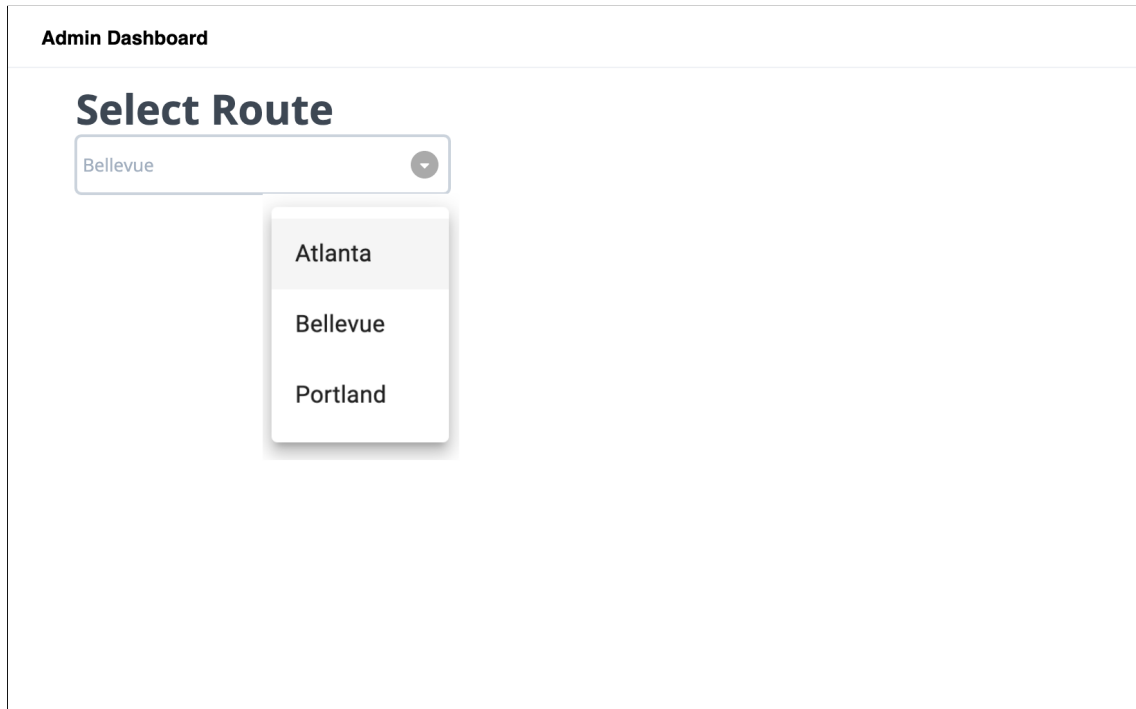 Admin Dashboard
Select Route
Bellevue
Atlanta
Bellevue
Portland